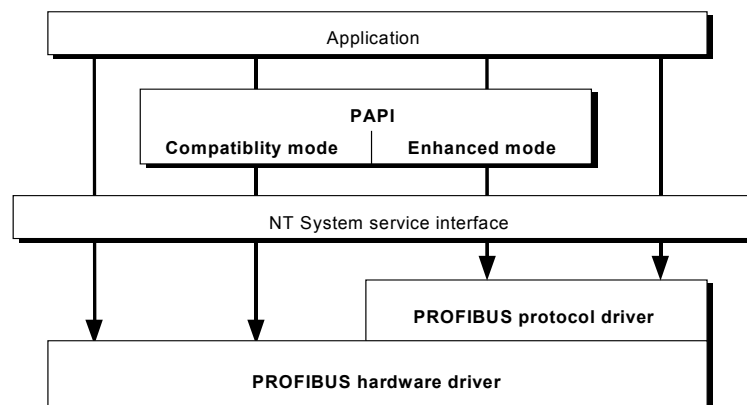 Application
PAPI
Compatiblity mode
Enhanced mode
NT System service interface
PROFIBUS protocol driver
PROFIBUS hardware driver